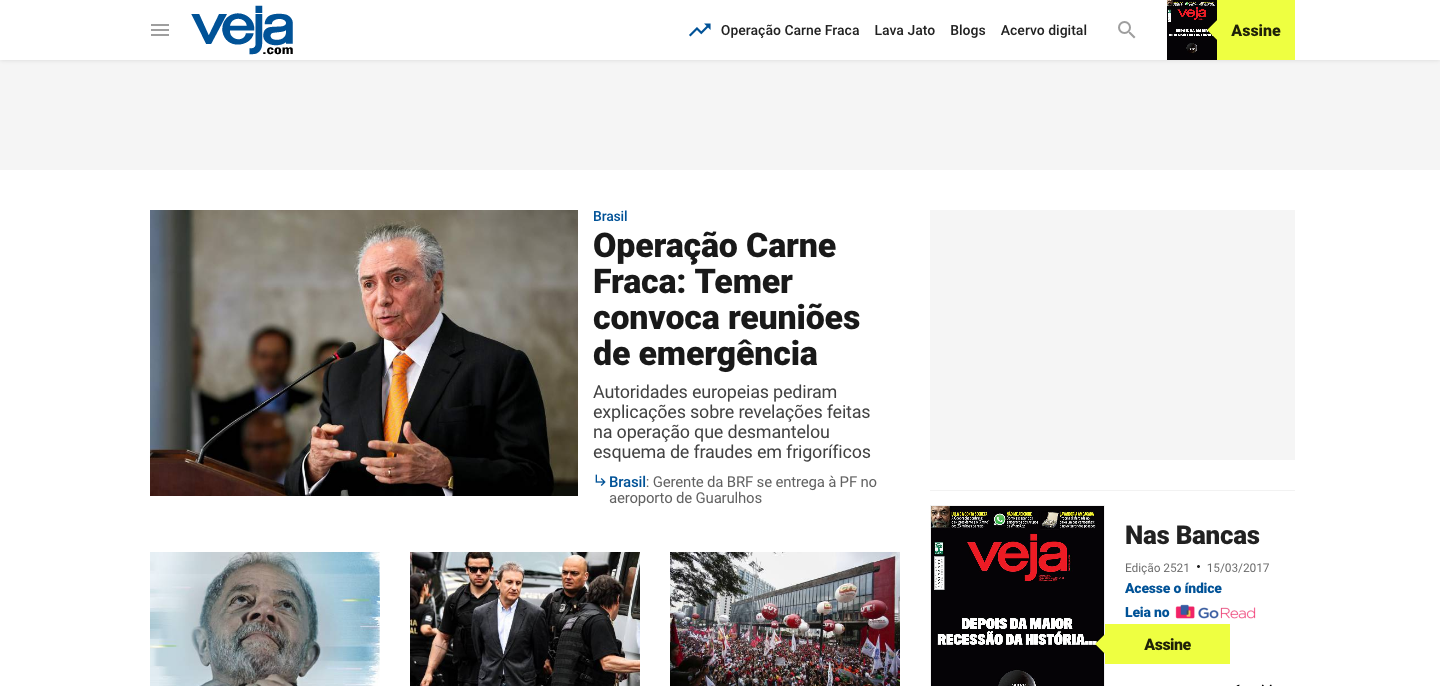 veja
.com
Operação Carne Fraca
Lava Jato
Blogs
Acervo digital
veja
Assine
Brasil
Operação Carne
Fraca: Temer
convoca reuniões
de emergência
Autoridades europeias pediram
explicações sobre revelações feitas
na operação que desmantelou
esquema de fraudes em frigoríficos
Brasil: Gerente da BRF se entrega à PF no
aeroporto de Guarulhos
veja
DEPOIS DA MAIOR
RECESSÃO DA HISTÓRIA...
Nas Bancas
Edição 2521 • 15/03/2017
Acesse o índice
Leia no GoRead
Assine